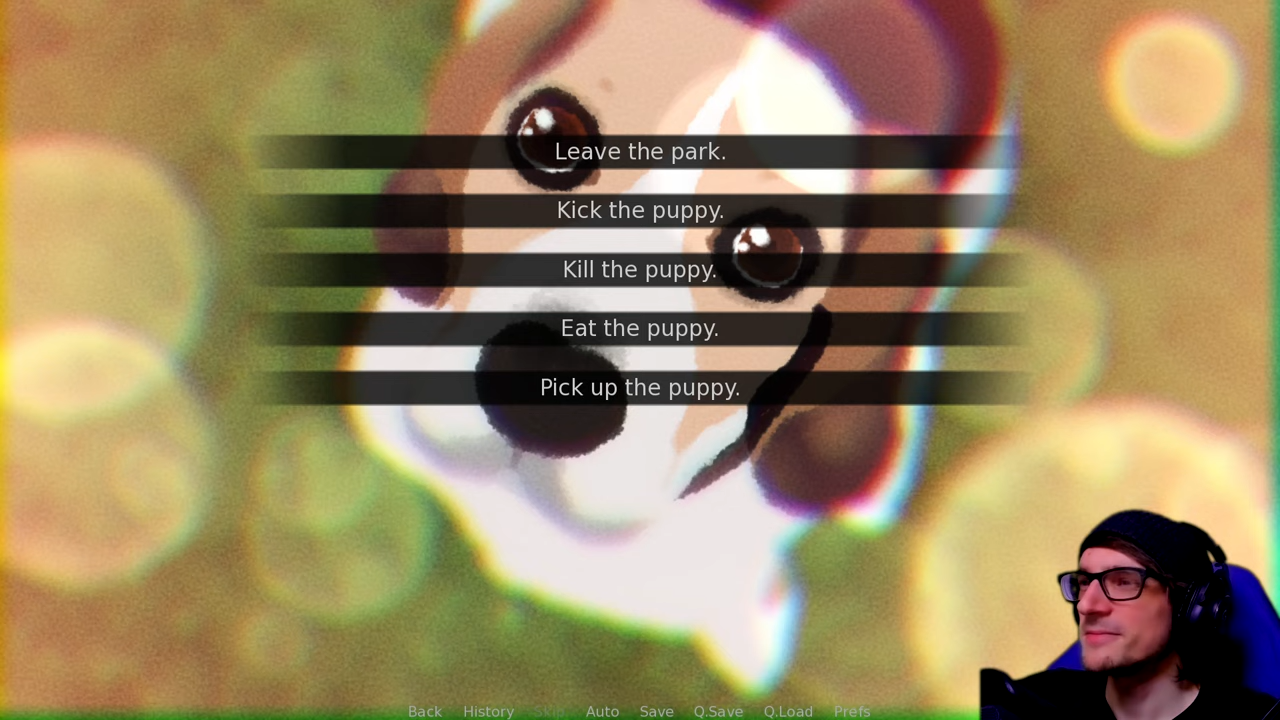 Leave the park.
Kick the puppy.
Kill the puppy.
Eat the puppy.
Pick up the puppy.
Back History Skip Auto Save Q.Save Q.Load Prefs